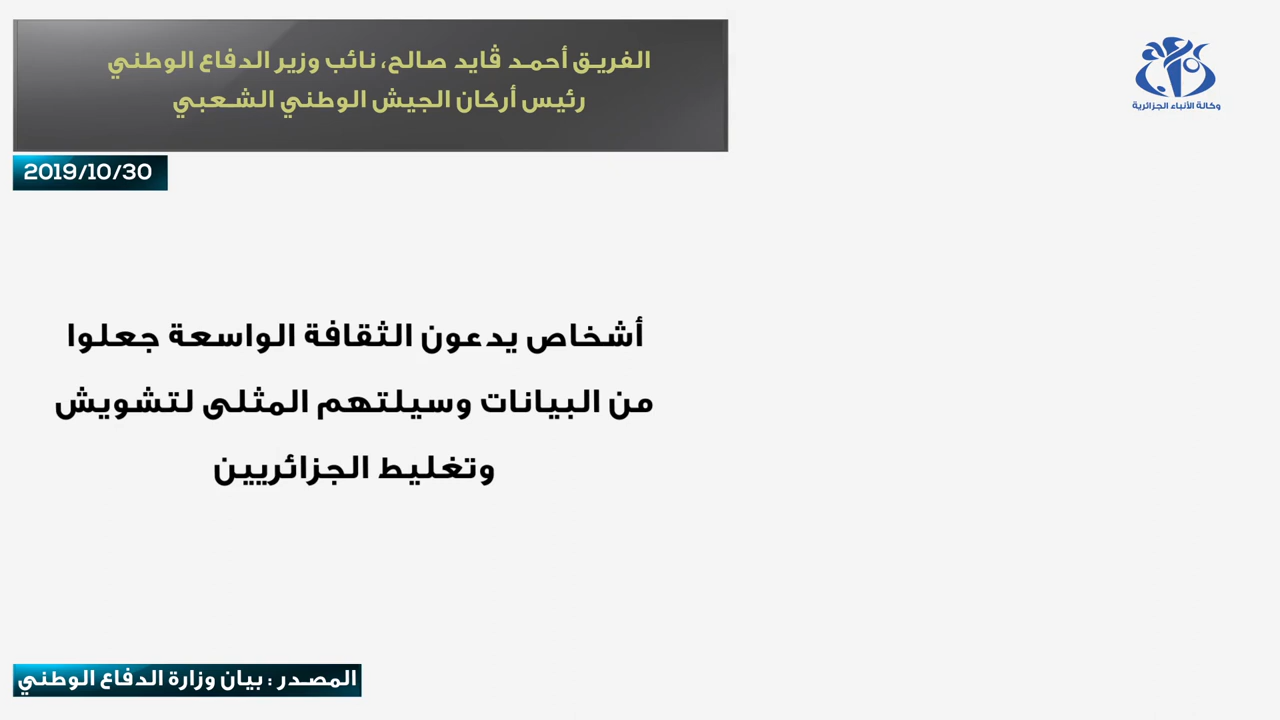 الفريق أحمد ڤايد صالح، نائب وزير الدفاع الوطني
رئيس أركان الجيش الوطني الشعبي
وكالة الأنباء الجزائرية
2019/10/30
أشخاص يدعون الثقافة الواسعة جعلوا
من البيانات وسيلتهم المثلى لتشويش
وتغليط الجزائريين
المصدر : بيان وزارة الدفاع الوطني